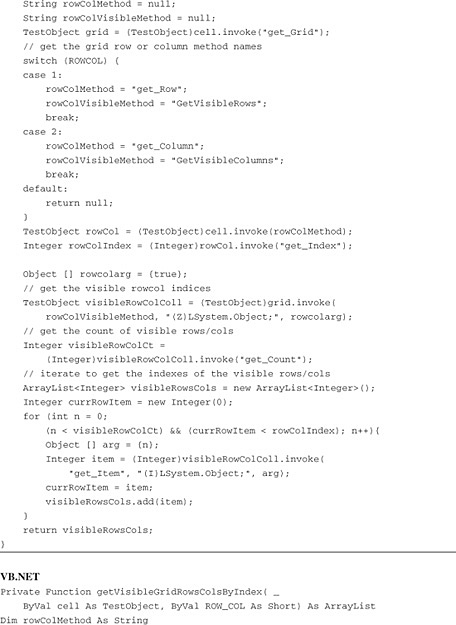 String rowColMethod = null;
String rowColVisibleMethod = null;
TestObject grid = (TestObject)cell.invoke("get_Grid");
// get the grid row or column method names
switch (ROWCOL) {
case 1:
rowColMethod = "get_Row";
rowColVisibleMethod = "GetVisibleRows";
break;
case 2:
rowColMethod = "get_Column";
rowColVisibleMethod = "GetVisibleColumns";
break;
default:
return null;
}
TestObject rowCol = (TestObject)cell.invoke(rowColMethod);
Integer rowColIndex = (Integer)rowCol.invoke("get_Index");
Object [] rowcolarg = {true};
// get the visible rowcol indices
TestObject visibleRowColColl = (TestObject)grid.invoke(
rowColVisibleMethod, "(Z)LSystem.Object;", rowcolarg);
// get the count of visible rows/cols
Integer visibleRowColCt =
(Integer)visibleRowColColl.invoke("get_Count");
// iterate to get the indexes of the visible rows/cols
ArrayList<Integer> visibleRowsCols = new ArrayList<Integer>();
Integer currRowItem = new Integer(0);
for (int n = 0;
(n < visibleRowColCt) && (currRowItem < rowColIndex); n++){
Object [] arg = {n};
Integer item = (Integer)visibleRowColColl.invoke(
"get_Item", "(I)LSystem.Object;", arg);
currRowItem = item;
visibleRowsCols.add(item);
}
return visibleRowsCols;
}
VB.NET
Private Function getVisibleGridRowsColsByIndex( _
ByVal cell As TestObject, ByVal ROW_COL As Short) As ArrayList
Dim rowColMethod As String